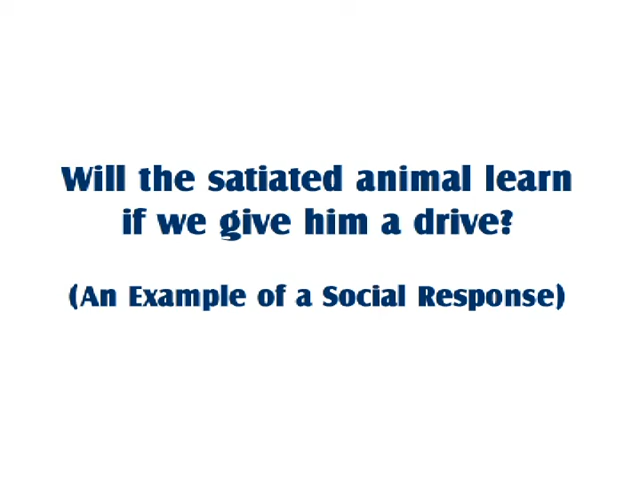 Will the satiated animal learn
if we give him a drive?
(An Example of a Social Response)